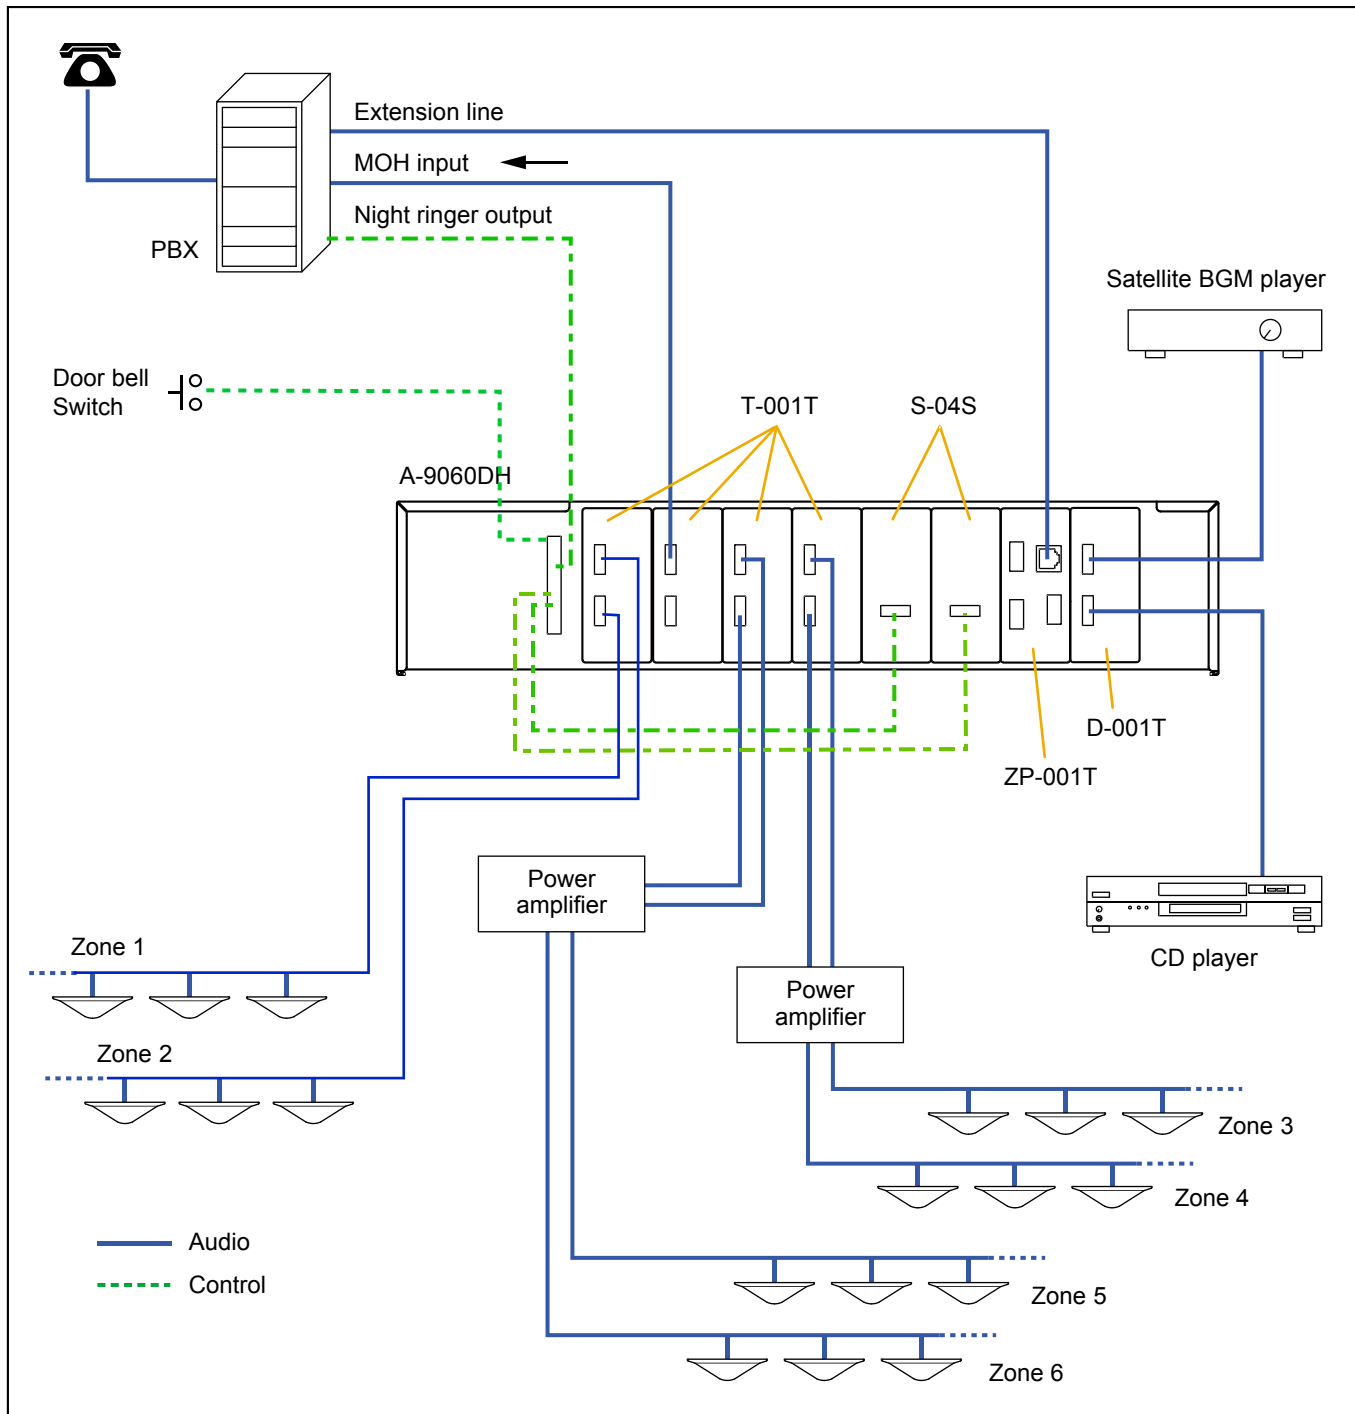 Extension line
MOH input
Night ringer output
PBX
Satellite BGM player
Door bell
Switch
T-001T
S-04S
A-9060DH
D-001T
ZP-001T
Power
amplifier
Zone 1
CD player
Power
amplifier
Zone 2
Zone 3
Zone 4
Audio
Control
Zone 5
Zone 6